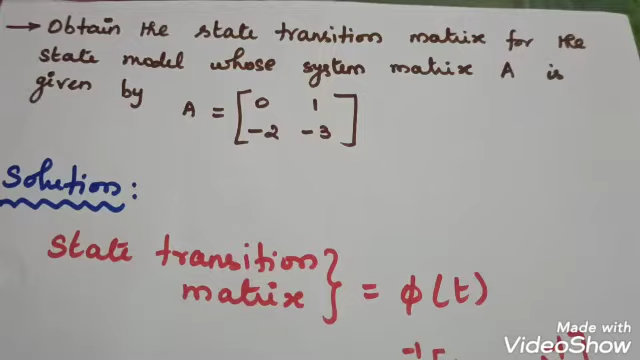 → Obtain the state transition matrix for the
state model whose system matrix A is
given by A = [ 0 1
-2 -3 ]
Solution:
state transition
matrix } = φ(t)
Made with
VideoShow